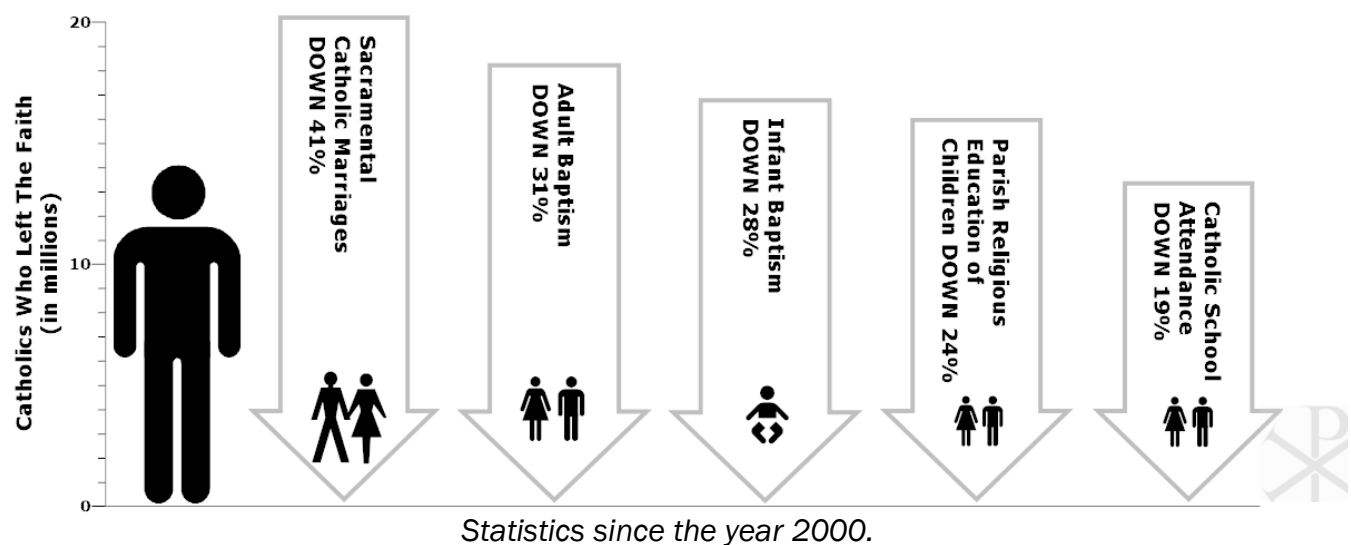 Catholics Who Left The Faith
(in millions)
20
10
0
Sacramental
Catholic Marriages
DOWN 41%
Adult Baptism
DOWN 31%
Infant Baptism
DOWN 28%
Parish Religious
Education of
Children DOWN 24%
Catholic School
Attendance
DOWN 19%
Statistics since the year 2000.